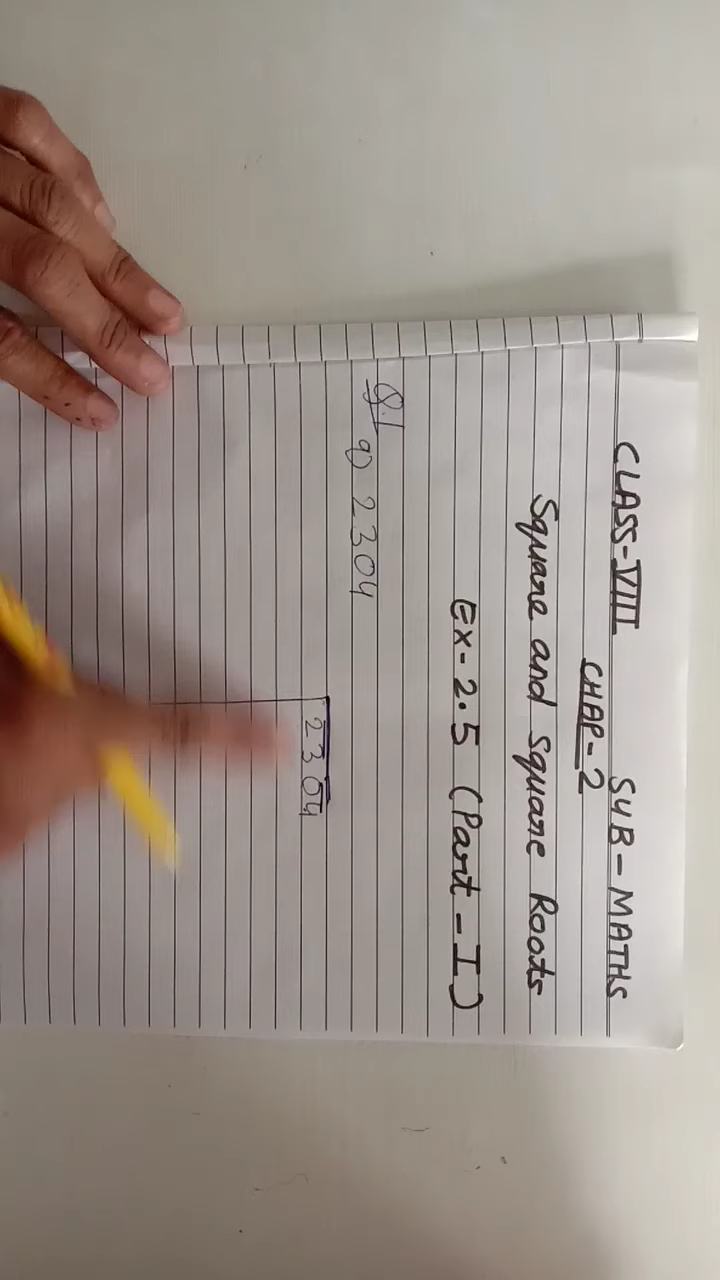 CLASS-VIII SUB-MATHS
CHAP-2
Square and Square Roots
Ex-2.5 (Part-I)
Q.1 a) 2304
2304